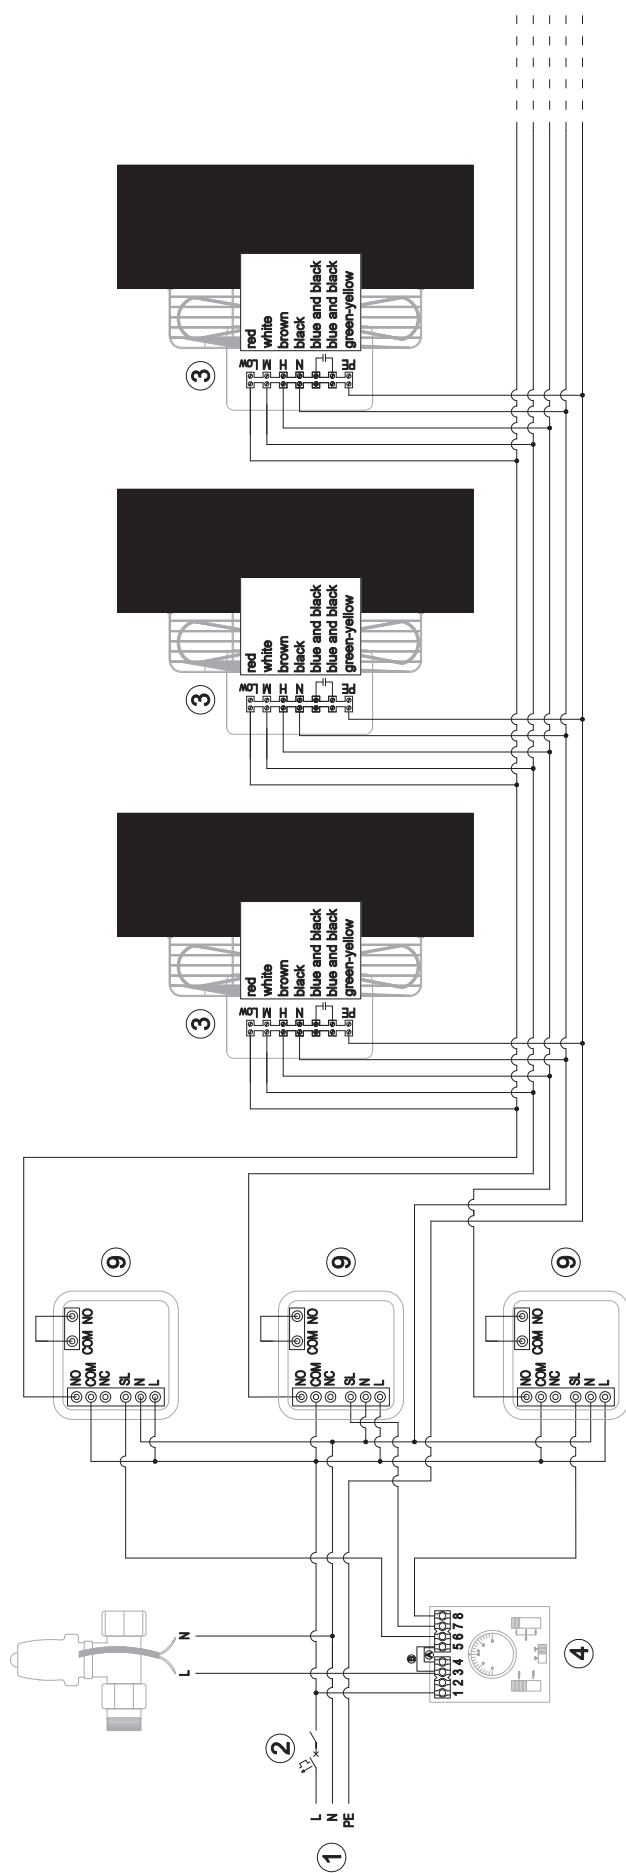 1
L
N
PE
2
L
N
B
A
1 2 3 4 5 6 7 8
4
NO
COM
NC
SL
N
L
COM NO
9
NO
COM
NC
SL
N
L
COM NO
9
NO
COM
NC
SL
N
L
COM NO
9
3
Low
M
H
N
PE
red
white
brown
black
blue and black
blue and black
green-yellow
3
Low
M
H
N
PE
red
white
brown
black
blue and black
blue and black
green-yellow
3
Low
M
H
N
PE
red
white
brown
black
blue and black
blue and black
green-yellow